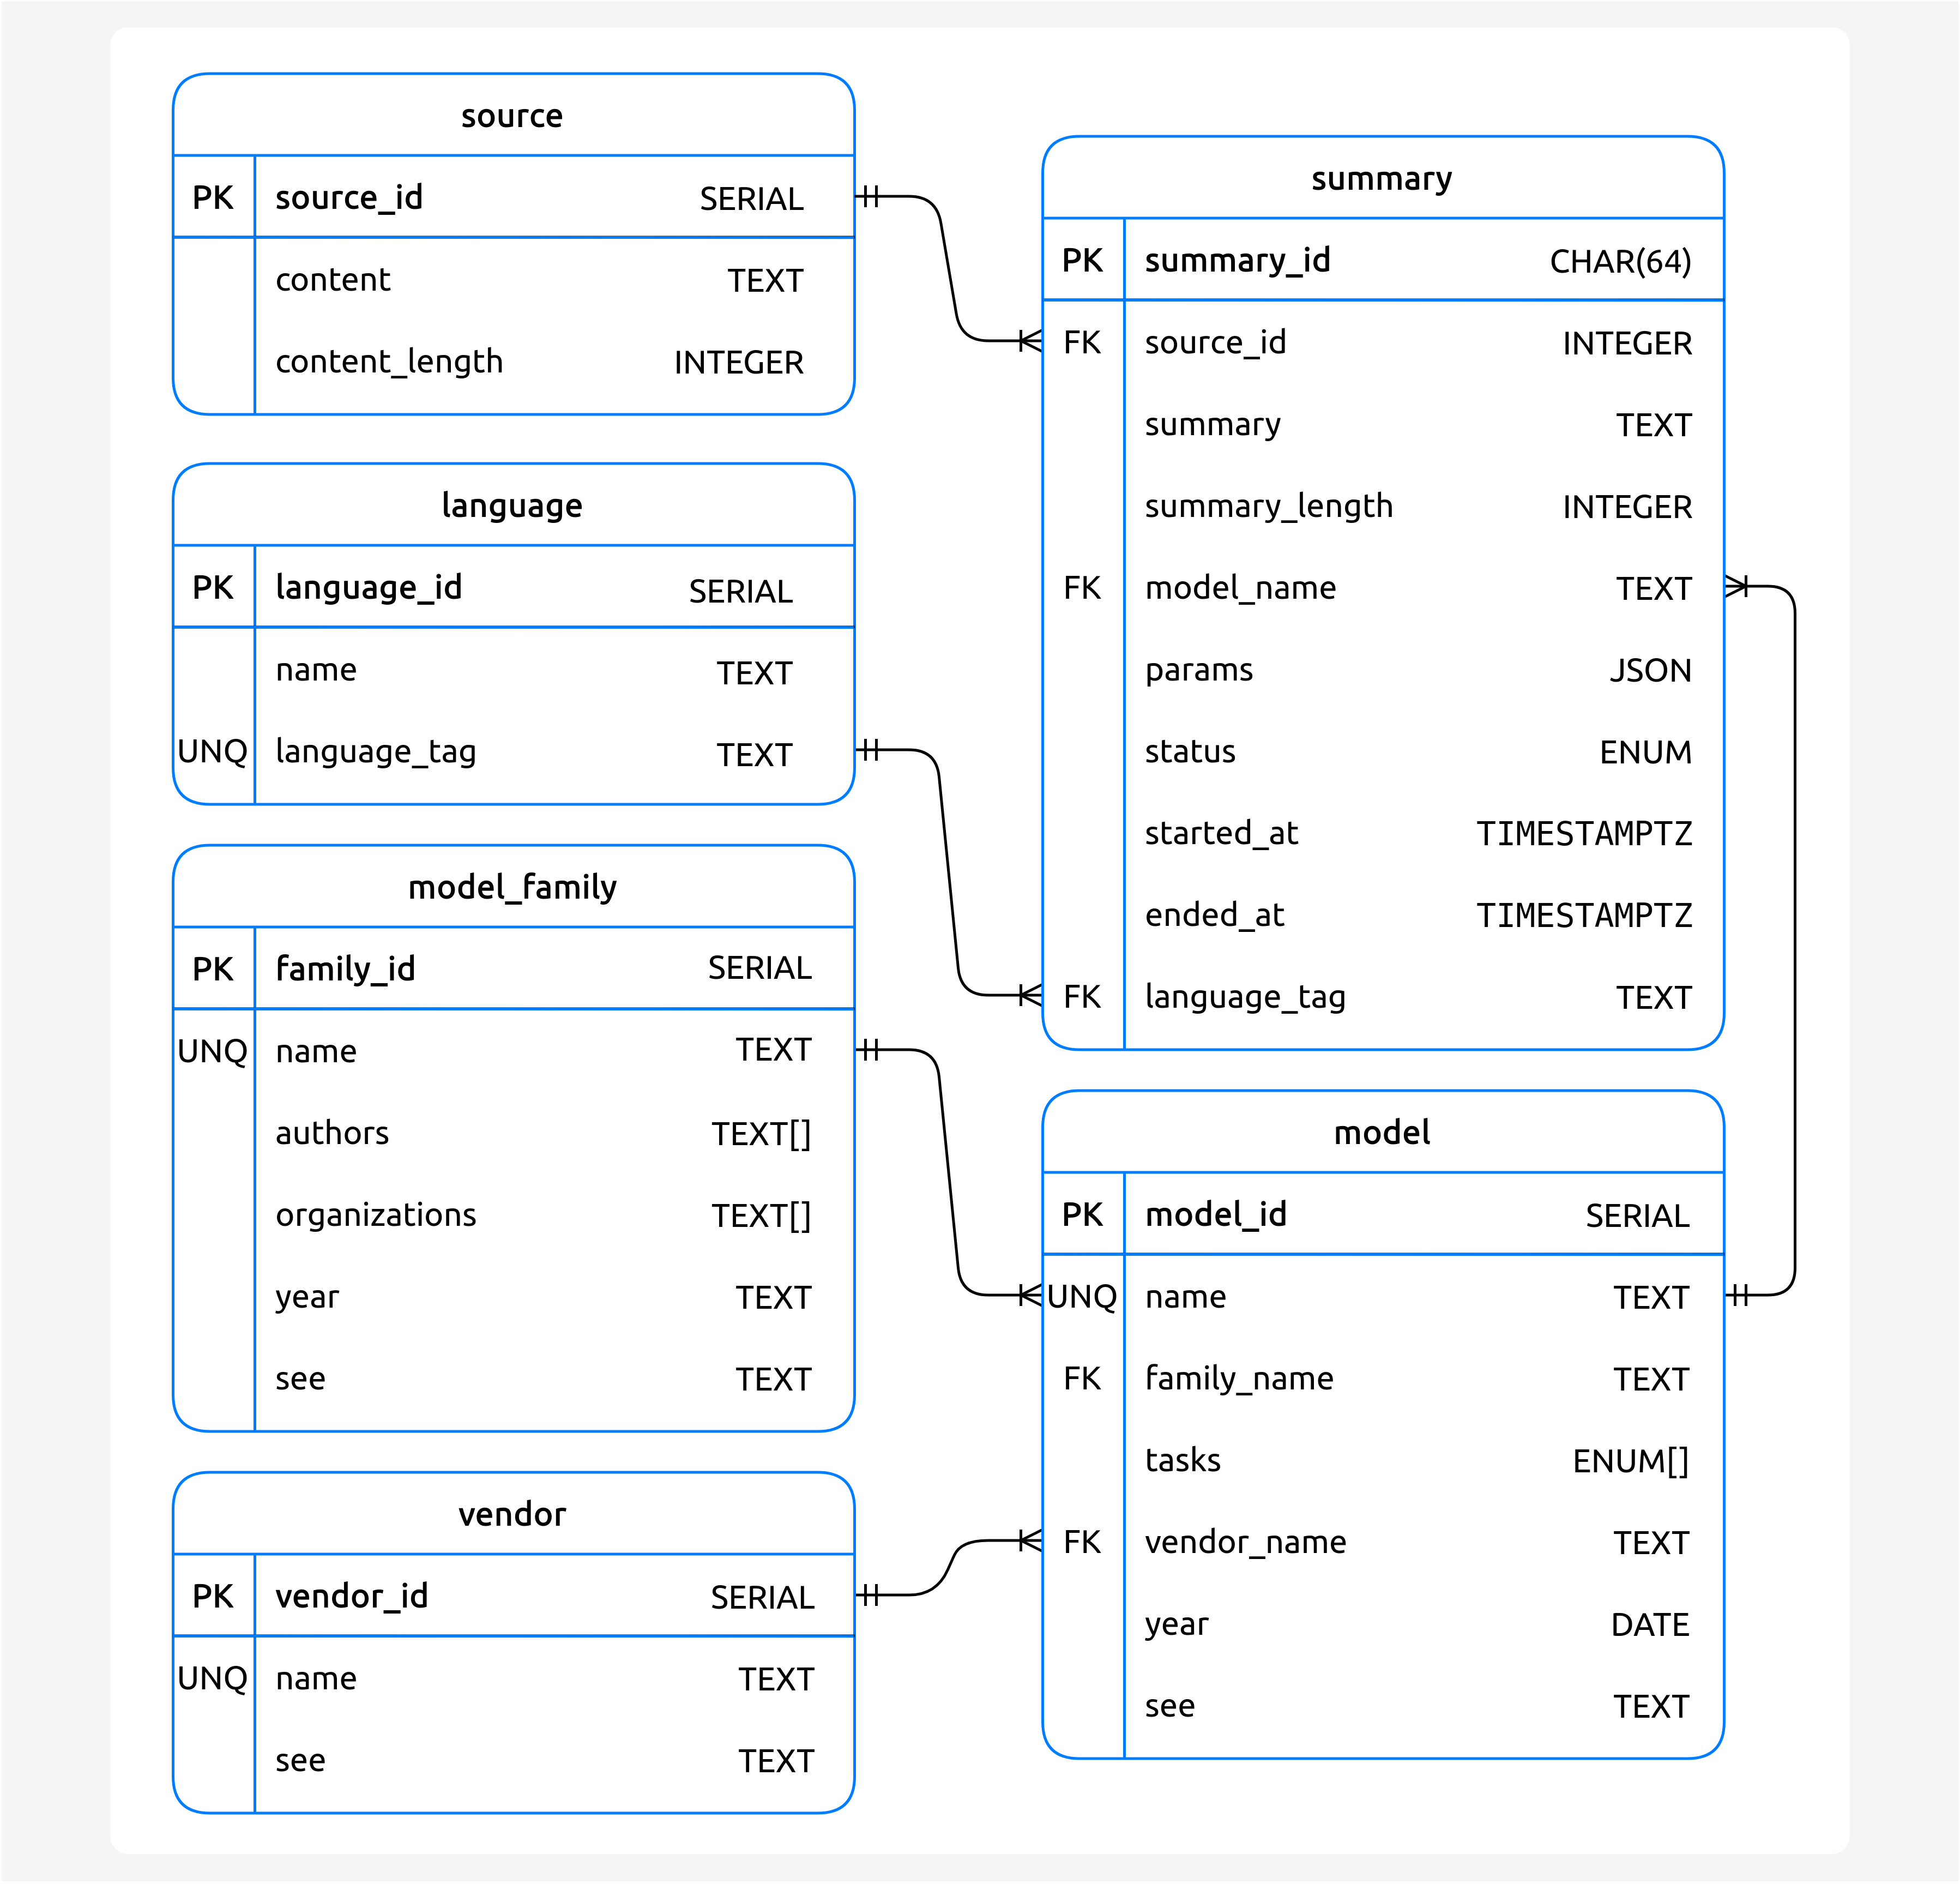 source
PK source_id SERIAL
content TEXT
content_length INTEGER
language
PK language_id SERIAL
name TEXT
UNQ language_tag TEXT
model_family
PK family_id SERIAL
UNQ name TEXT
authors TEXT[]
organizations TEXT[]
year TEXT
see TEXT
vendor
PK vendor_id SERIAL
UNQ name TEXT
see TEXT
summary
PK summary_id CHAR(64)
FK source_id INTEGER
summary TEXT
summary_length INTEGER
FK model_name TEXT
params JSON
status ENUM
started_at TIMESTAMPTZ
ended_at TIMESTAMPTZ
FK language_tag TEXT
model
PK model_id SERIAL
UNQ name TEXT
FK family_name TEXT
tasks ENUM[]
FK vendor_name TEXT
year DATE
see TEXT